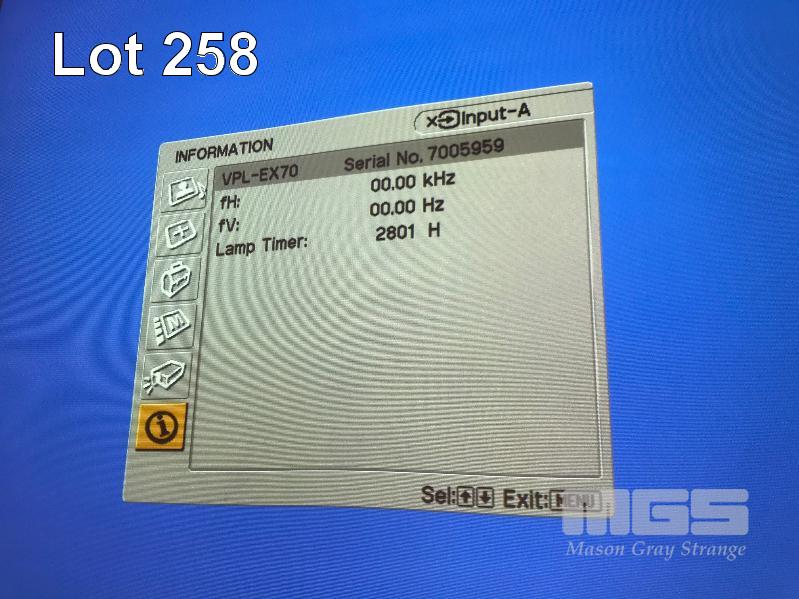 Lot 258
x Input-A
INFORMATION
VPL-EX70 Serial No. 7005959
fH: 00.00 kHz
fV: 00.00 Hz
Lamp Timer: 2801 H
Sel: Exit: MENU
MGS
Mason Gray Strange